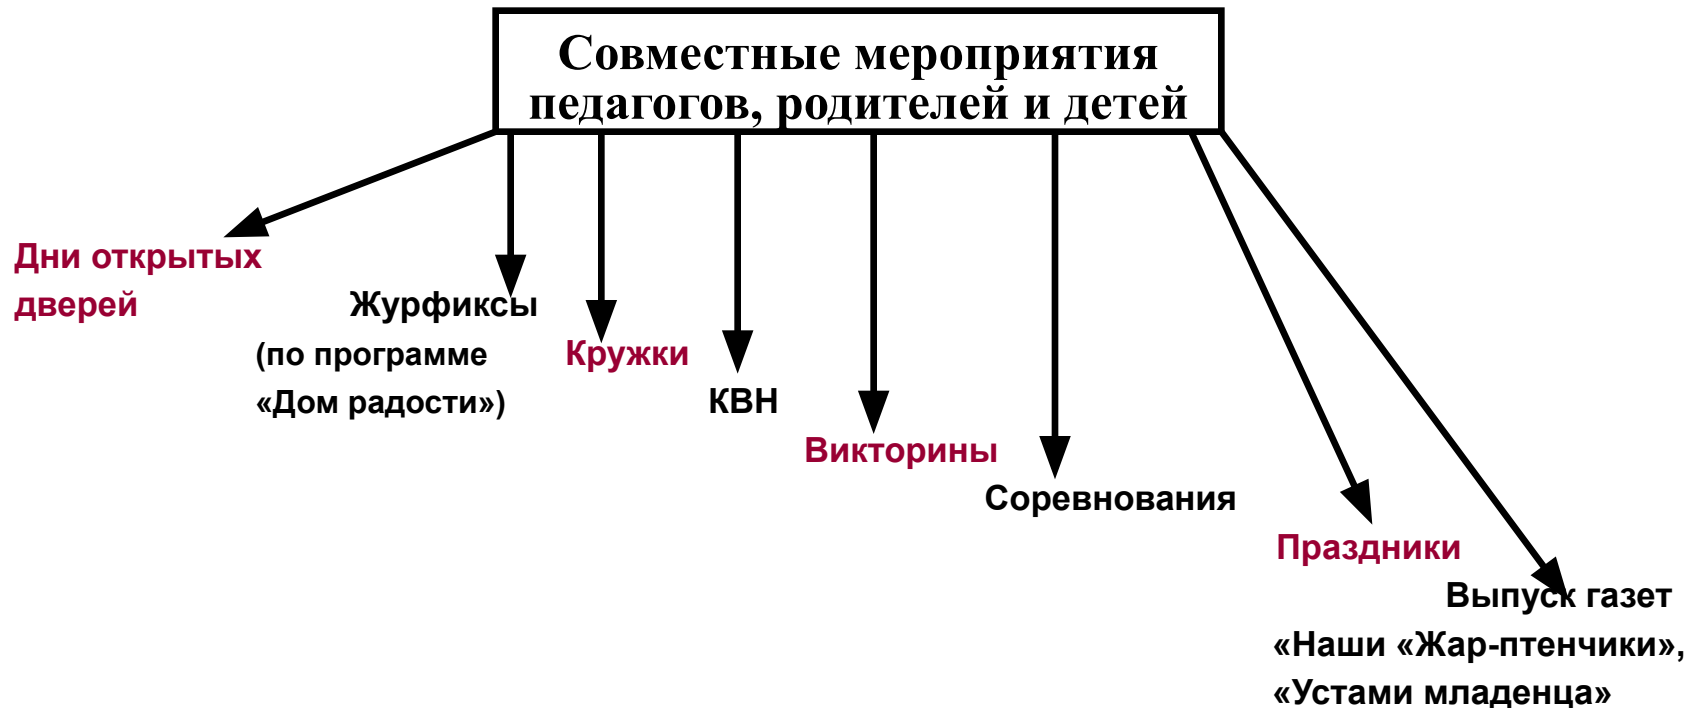 Совместные мероприятия
педагогов, родителей и детей
Дни открытых
дверей
Журфиксы
(по программе
«Дом радости»)
Кружки
КВН
Викторины
Соревнования
Праздники
Выпуск газет
«Наши «Жар-птенчики»,
«Устами младенца»